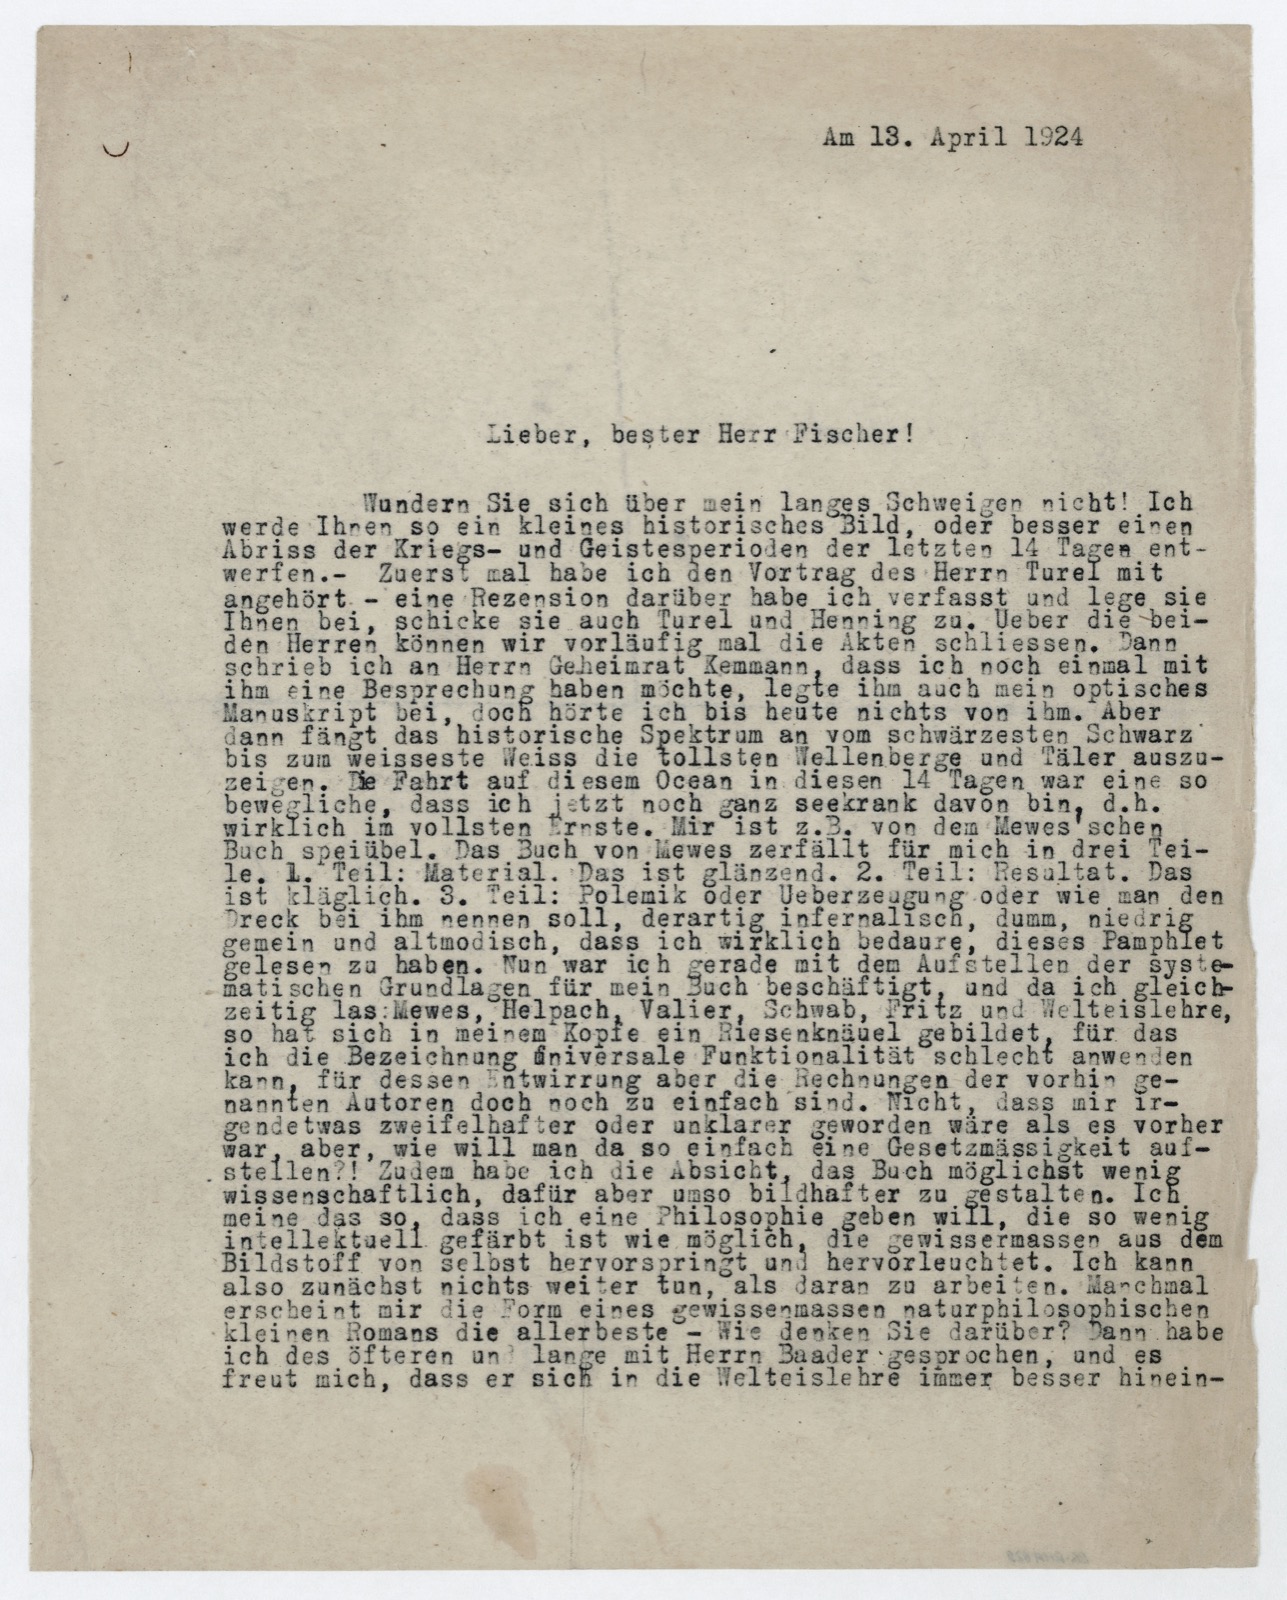 Am 13. April 1924
Lieber, bester Herr Fischer!
Wundern Sie sich über mein langes Schweigen nicht! Ich
werde Ihnen so ein kleines historisches Bild, oder besser einen
Abriss der Kriegs- und Geistesperioden der letzten 14 Tagen ent-
werfen.- Zuerst mal habe ich den Vortrag des Herrn Turel mit
angehört - eine Rezension darüber habe ich verfasst und lege sie
Ihnen bei, schicke sie auch Turel und Henning zu. Ueber die bei-
den Herren können wir vorläufig mal die Akten schliessen. Dann
schrieb ich an Herrn Geheimrat Kemmann, dass ich noch einmal mit
ihm eine Besprechung haben möchte, legte ihm auch mein optisches
Manuskript bei, doch hörte ich bis heute nichts von ihm. Aber
dann fängt das historische Spektrum an vom schwärzesten Schwarz
bis zum weisseste Weiss die tollsten Wellenberge und Täler auszu-
zeigen. Die Fahrt auf diesem Ocean in diesen 14 Tagen war eine so
bewegliche, dass ich jetzt noch ganz seekrank davon bin, d.h.
wirklich im vollsten Ernste. Mir ist z.B. von dem Mewes'schen
Buch speiübel. Das Buch von Mewes zerfällt für mich in drei Tei-
le. 1. Teil: Material. Das ist glänzend. 2. Teil: Resultat. Das
ist kläglich. 3. Teil: Polemik oder Ueberzeugung oder wie man den
Dreck bei ihm nennen soll, derartig infernalisch, dumm, niedrig
gemein und altmodisch, dass ich wirklich bedaure, dieses Pamphlet
gelesen zu haben. Nun war ich gerade mit dem Aufstellen der syste-
matischen Grundlagen für mein Buch beschäftigt, und da ich gleich-
zeitig las:Mewes, Helpach, Valier, Schwab, Fritz und Welteislehre,
so hat sich in meinem Kopfe ein Riesenknäuel gebildet, für das
ich die Bezeichnung universale Funktionalität schlecht anwenden
kann, für dessen Entwirrung aber die Rechnungen der vorhin ge-
nannten Autoren doch noch zu einfach sind. Nicht, dass mir ir-
gendetwas zweifelhafter oder unklarer geworden wäre als es vorher
war, aber, wie will man da so einfach eine Gesetzmässigkeit auf-
stellen?! Zudem habe ich die Absicht, das Buch möglichst wenig
wissenschaftlich, dafür aber umso bildhafter zu gestalten. Ich
meine das so, dass ich eine Philosophie geben will, die so wenig
intellektuell gefärbt ist wie möglich, die gewissermassen aus dem
Bildstoff von selbst hervorspringt und hervorleuchtet. Ich kann
also zunächst nichts weiter tun, als daran zu arbeiten. Manchmal
erscheint mir die Form eines gewissenmassen naturphilosophischen
kleinen Romans die allerbeste - Wie denken Sie darüber? Dann habe
ich des öfteren und lange mit Herrn Baader gesprochen, und es
freut mich, dass er sich in die Welteislehre immer besser hinein-